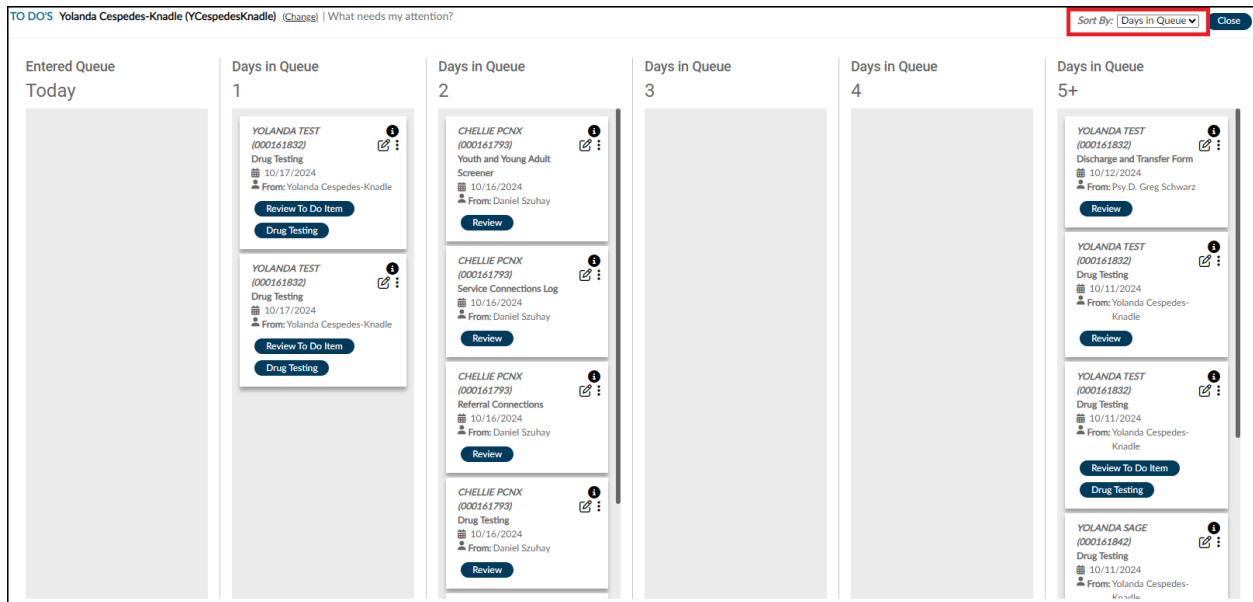 TO DO'S Yolanda Cespedes-Knadle (YCespedesKnadle) (Change) | What needs my attention?
Sort By: Days in Queue Close
Entered Queue
Today
Days in Queue
1
YOLANDA TEST
(000161832)
Drug Testing
10/17/2024
From: Yolanda Cespedes-Knadle
Review To Do Item
Drug Testing
YOLANDA TEST
(000161832)
Drug Testing
10/17/2024
From: Yolanda Cespedes-Knadle
Review To Do Item
Drug Testing
Days in Queue
2
CHELLIE PCNX
(000161793)
Youth and Young Adult
Screener
10/16/2024
From: Daniel Szuhay
Review
CHELLIE PCNX
(000161793)
Service Connections Log
10/16/2024
From: Daniel Szuhay
Review
CHELLIE PCNX
(000161793)
Referral Connections
10/16/2024
From: Daniel Szuhay
Review
CHELLIE PCNX
(000161793)
Drug Testing
10/16/2024
From: Daniel Szuhay
Review
Days in Queue
3
Days in Queue
4
Days in Queue
5+
YOLANDA TEST
(000161832)
Discharge and Transfer Form
10/12/2024
From: Psy.D. Greg Schwarz
Review
YOLANDA TEST
(000161832)
Drug Testing
10/11/2024
From: Yolanda Cespedes-
Knadle
Review
YOLANDA TEST
(000161832)
Drug Testing
10/11/2024
From: Yolanda Cespedes-
Knadle
Review To Do Item
Drug Testing
YOLANDA SAGE
(000161842)
Drug Testing
10/11/2024
From: Yolanda Cespedes-
Knadle